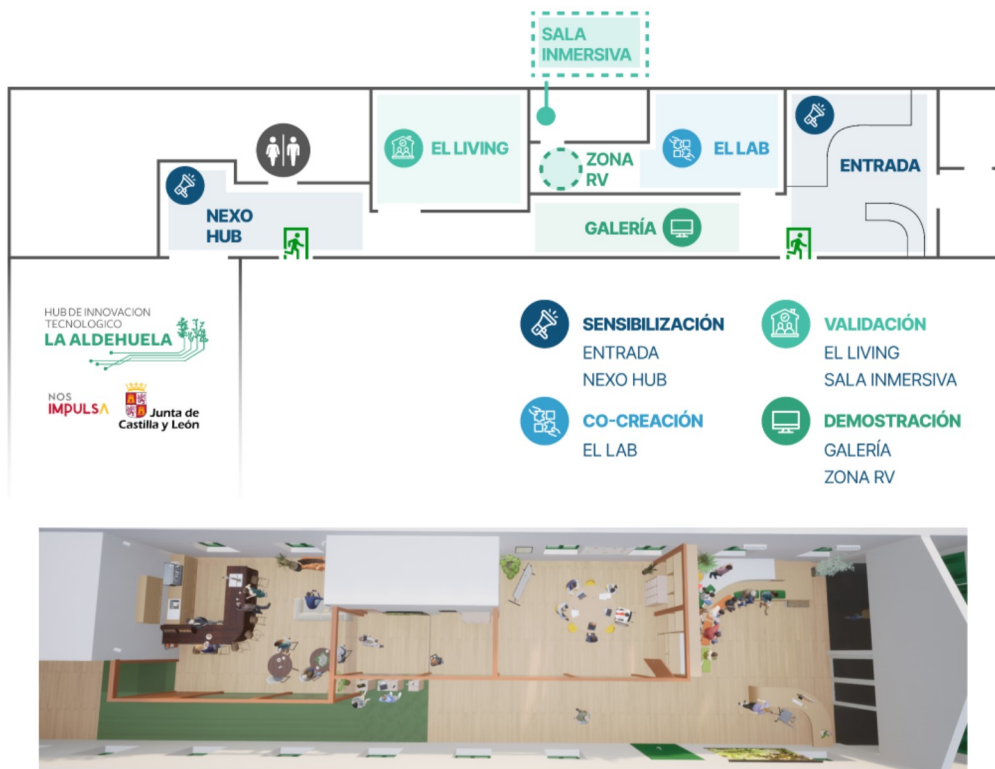 SALA
INMERSIVA
EL LIVING
ZONA
RV
EL LAB
ENTRADA
NEXO
HUB
GALERÍA
HUB DE INNOVACION
TECNOLOGICO
LA ALDEHUELA
NOS
IMPULSA
Junta de
Castilla y León
SENSIBILIZACIÓN
ENTRADA
NEXO HUB
VALIDACIÓN
EL LIVING
SALA INMERSIVA
CO-CREACIÓN
EL LAB
DEMOSTRACIÓN
GALERÍA
ZONA RV